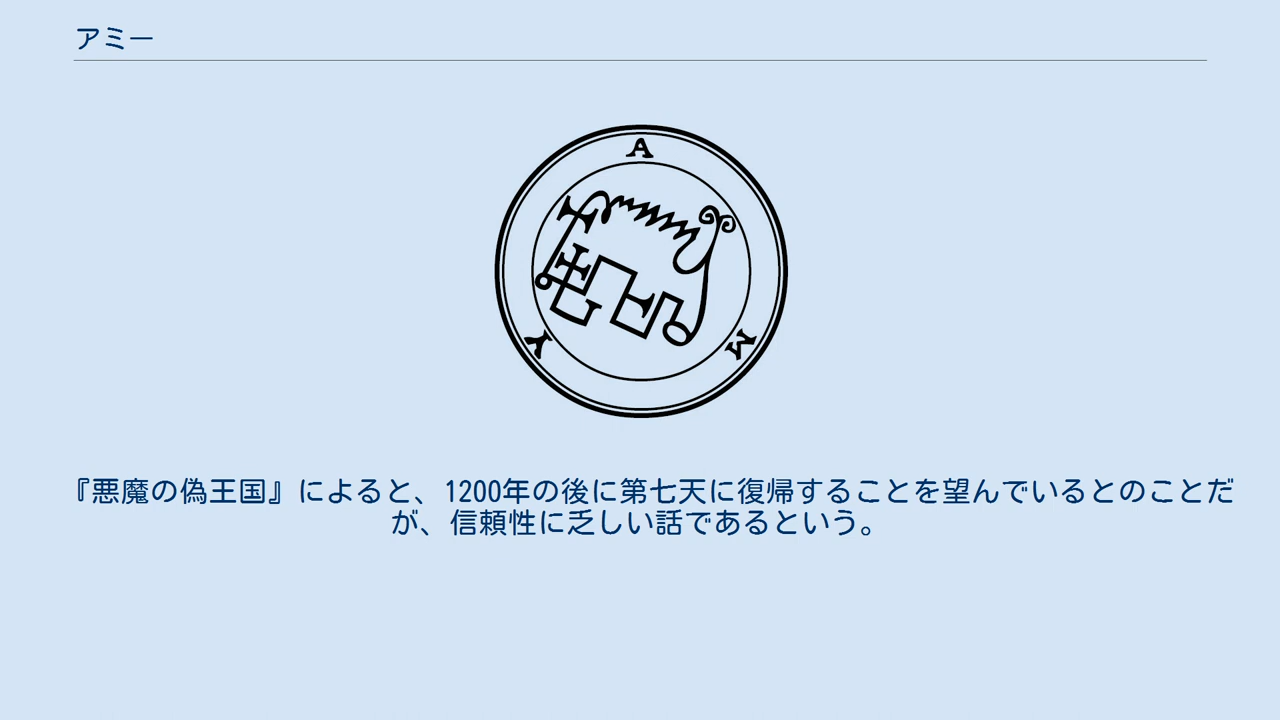 アミー
A
M
Y
『悪魔の偽王国』によると、1200年の後に第七天に復帰することを望んでいるとのことだ
が、信頼性に乏しい話であるという。